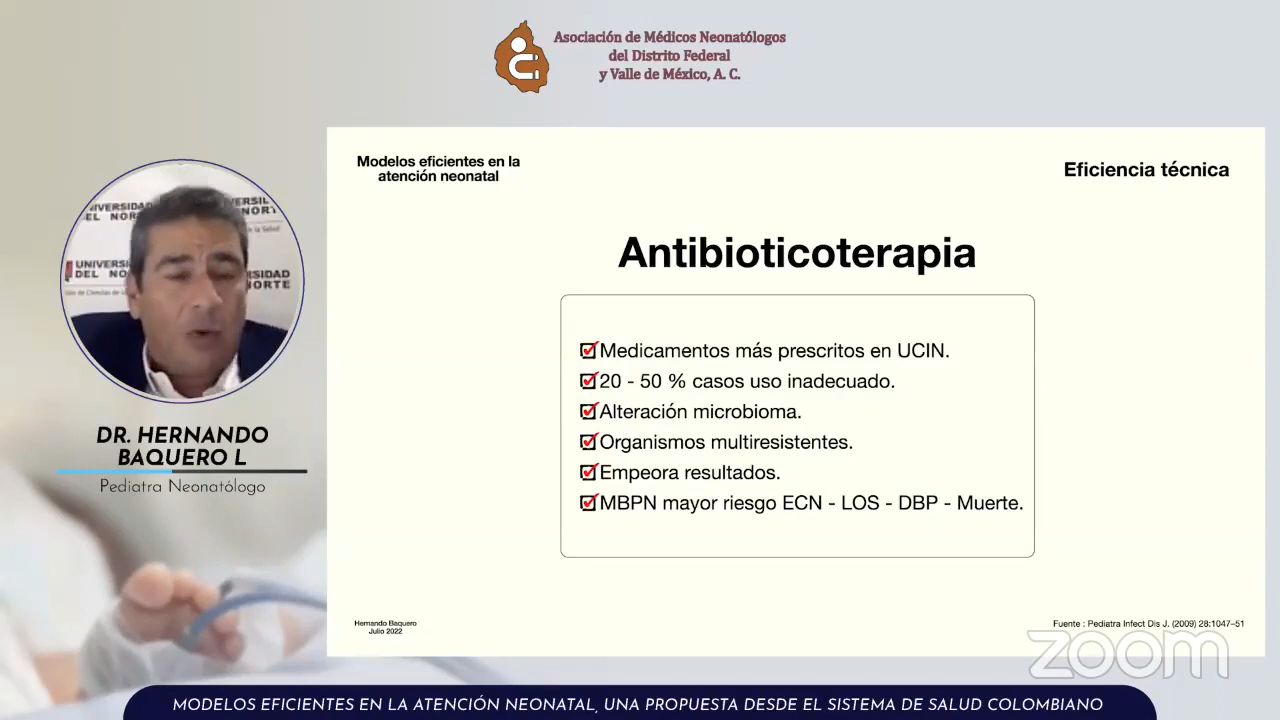 Asociación de Médicos Neonatólogos
del Distrito Federal
y Valle de México, A. C.
Modelos eficientes en la
atención neonatal
Eficiencia técnica
Antibioticoterapia
Medicamentos más prescritos en UCIN.
20 - 50 % casos uso inadecuado.
Alteración microbioma.
Organismos multiresistentes.
Empeora resultados.
MBPN mayor riesgo ECN - LOS - DBP - Muerte.
Hernando Baquero
Julio 2022
Fuente : Pediatra Infect Dis J. (2009) 28:1047–51
zoom
UNIVERSIDAD
DEL NORTE
DR. HERNANDO
BAQUERO L
Pediatra Neonatólogo
MODELOS EFICIENTES EN LA ATENCIÓN NEONATAL, UNA PROPUESTA DESDE EL SISTEMA DE SALUD COLOMBIANO